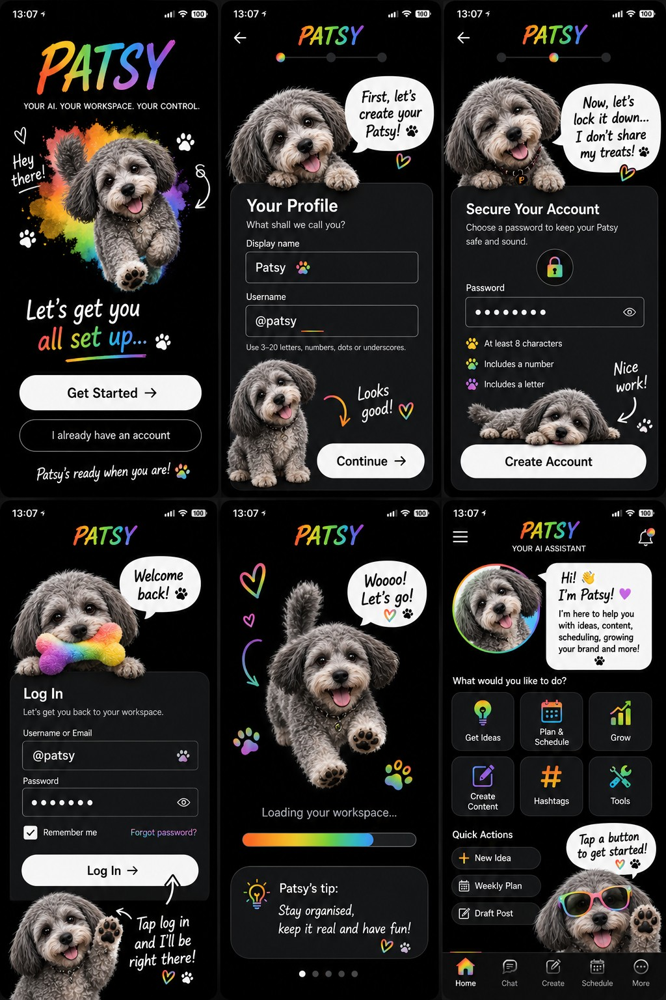 13:07
100
PATSY
YOUR AI. YOUR WORKSPACE. YOUR CONTROL.
Hey
there!
Let's get you
all set up...
Get Started →
I already have an account
Patsy's ready when you are!
13:07
100
←
PATSY
First, let's
create your
Patsy!
Your Profile
What shall we call you?
Display name
Patsy
Username
@patsy
Use 3–20 letters, numbers, dots or underscores.
Looks
good!
Continue →
13:07
100
←
PATSY
Now, let's
lock it down...
I don't share
my treats!
P
Secure Your Account
Choose a password to keep your Patsy
safe and sound.
Password
••••••••
At least 8 characters
Includes a number
Includes a letter
Nice
work!
Create Account
13:07
100
PATSY
Welcome
back!
Log In
Let's get you back to your workspace.
Username or Email
@patsy
Password
•••••••
Remember me Forgot password?
Log In →
Tap log in
and I'll be
right there!
13:07
100
PATSY
Woooo!
Let's go!
Loading your workspace...
Patsy's tip:
Stay organised,
keep it real and have fun!
13:07
100
PATSY
YOUR AI ASSISTANT
Hi! 👋
I'm Patsy! 💜
I'm here to help you
with ideas, content,
scheduling, growing
your brand and more!
What would you like to do?
Get Ideas
Plan &
Schedule
Grow
Create
Content
#
Hashtags
Tools
Quick Actions
New Idea
Weekly Plan
Draft Post
Tap a button
to get started!
Home Chat Create Schedule More